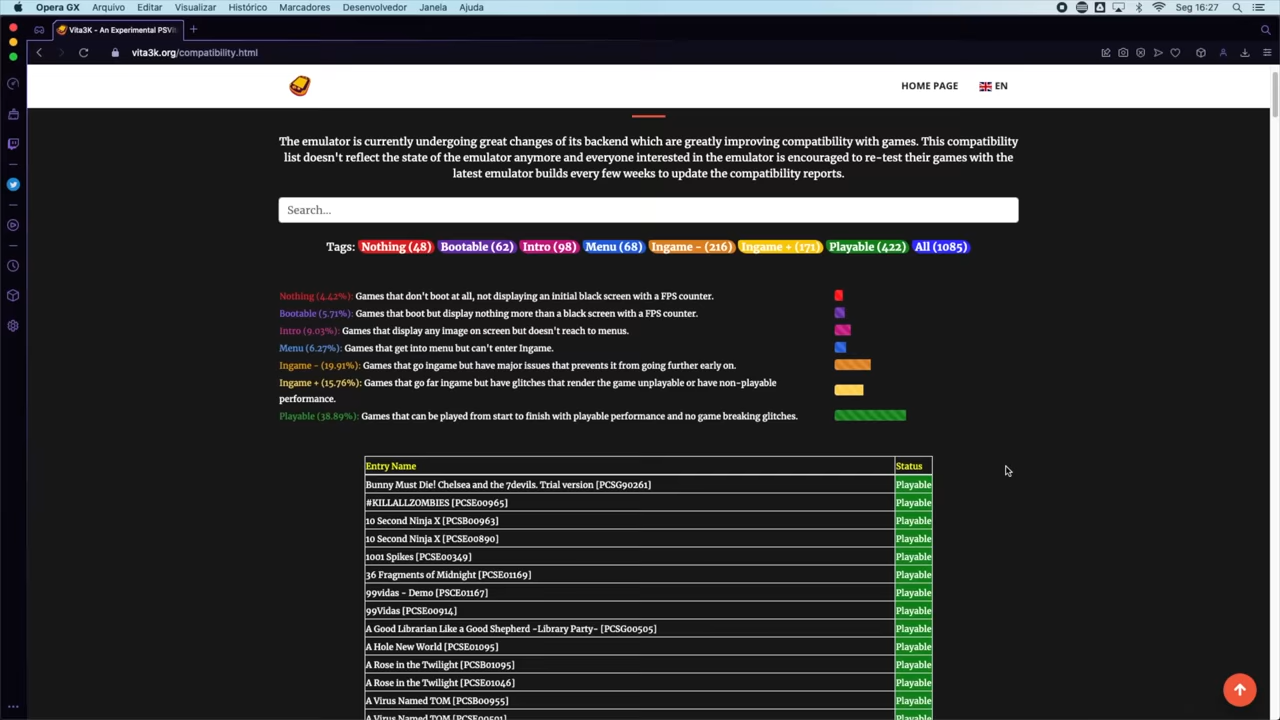 Opera GX Arquivo Editar Visualizar Histórico Marcadores Desenvolvedor Janela Ajuda Seg 16:27
Vita3K - An Experimental PSVit
vita3k.org/compatibility.html
HOME PAGE EN
The emulator is currently undergoing great changes of its backend which are greatly improving compatibility with games. This compatibility
list doesn't reflect the state of the emulator anymore and everyone interested in the emulator is encouraged to re-test their games with the
latest emulator builds every few weeks to update the compatibility reports.
Search...
Tags: Nothing (48) Bootable (62) Intro (98) Menu (68) Ingame - (216) Ingame + (171) Playable (422) All (1085)
Nothing (4.42%): Games that don't boot at all, not displaying an initial black screen with a FPS counter.
Bootable (5.71%): Games that boot but display nothing more than a black screen with a FPS counter.
Intro (9.03%): Games that display any image on screen but doesn't reach to menus.
Menu (6.27%): Games that get into menu but can't enter Ingame.
Ingame - (19.91%): Games that go ingame but have major issues that prevents it from going further early on.
Ingame + (15.76%): Games that go far ingame but have glitches that render the game unplayable or have non-playable
performance.
Playable (38.89%): Games that can be played from start to finish with playable performance and no game breaking glitches.
Entry Name Status
Bunny Must Die! Chelsea and the 7devils. Trial version [PCSG90261] Playable
#KILLALLZOMBIES [PCSE00965] Playable
10 Second Ninja X [PCSB00963] Playable
10 Second Ninja X [PCSE00890] Playable
1001 Spikes [PCSE00349] Playable
36 Fragments of Midnight [PCSE01169] Playable
99vidas - Demo [PSCE01167] Playable
99Vidas [PCSE00914] Playable
A Good Librarian Like a Good Shepherd -Library Party- [PCSG00505] Playable
A Hole New World [PCSE01095] Playable
A Rose in the Twilight [PCSB01095] Playable
A Rose in the Twilight [PCSE01046] Playable
A Virus Named TOM [PCSB00955] Playable
A Virus Named TOM [PCSE00501] Playable